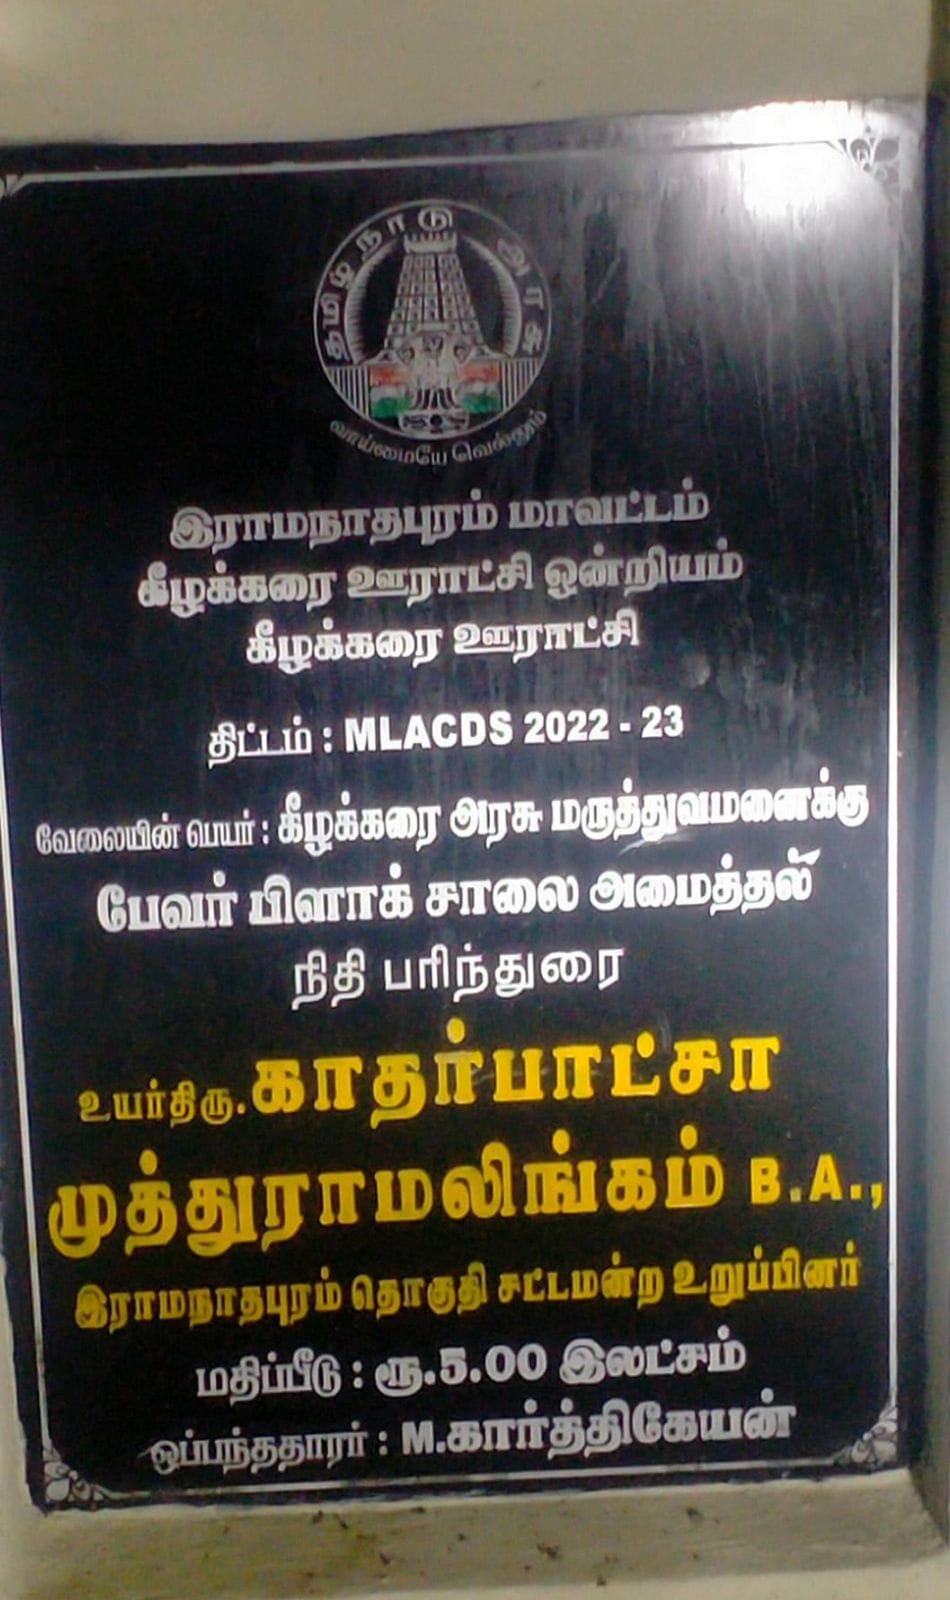 தமிழ்நாடு அரசு
வாய்மையே வெல்லும்
இராமநாதபுரம் மாவட்டம்
கீழக்கரை ஊராட்சி ஒன்றியம்
கீழக்கரை ஊராட்சி
திட்டம் : MLACDS 2022 - 23
வேலையின் பெயர் : கீழக்கரை அரசு மருத்துவமனைக்கு
பேவர் பிளாக் சாலை அமைத்தல்
நிதி பரிந்துரை
உயர்திரு.காதர்பாட்சா
முத்துராமலிங்கம் B.A.,
இராமநாதபுரம் தொகுதி சட்டமன்ற உறுப்பினர்
மதிப்பீடு : ரூ.5.00 இலட்சம்
ஒப்பந்ததாரர் : M.கார்த்திகேயன்